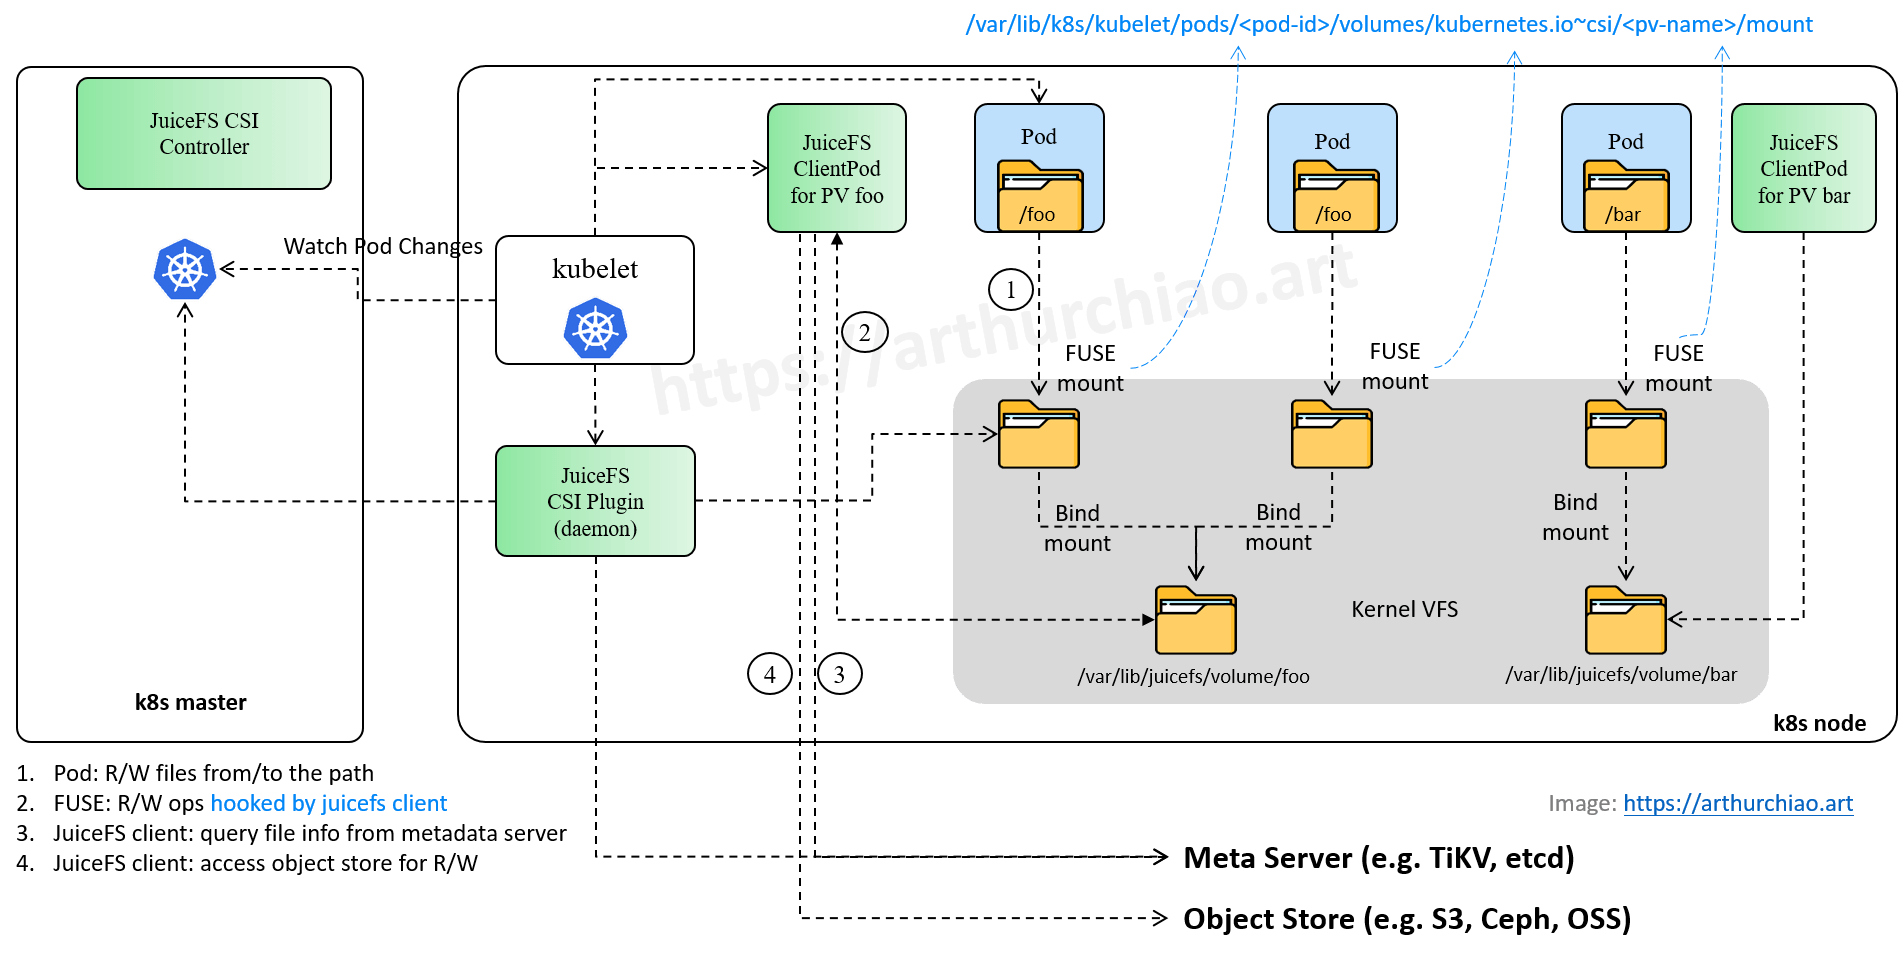 /var/lib/k8s/kubelet/pods/<pod-id>/volumes/kubernetes.io~csi/<pv-name>/mount
JuiceFS CSI
Controller
Watch Pod Changes
k8s master
kubelet
JuiceFS
CSI Plugin
(daemon)
JuiceFS
ClientPod
for PV foo
Pod
/foo
Pod
/foo
Pod
/bar
JuiceFS
ClientPod
for PV bar
https://arthurchiao.art
1
2
FUSE
mount
FUSE
mount
FUSE
mount
Bind
mount
Bind
mount
Bind
mount
Kernel VFS
/var/lib/juicefs/volume/foo
/var/lib/juicefs/volume/bar
4
3
k8s node
1. Pod: R/W files from/to the path
2. FUSE: R/W ops hooked by juicefs client
3. JuiceFS client: query file info from metadata server
4. JuiceFS client: access object store for R/W
Image: https://arthurchiao.art
Meta Server (e.g. TiKV, etcd)
Object Store (e.g. S3, Ceph, OSS)